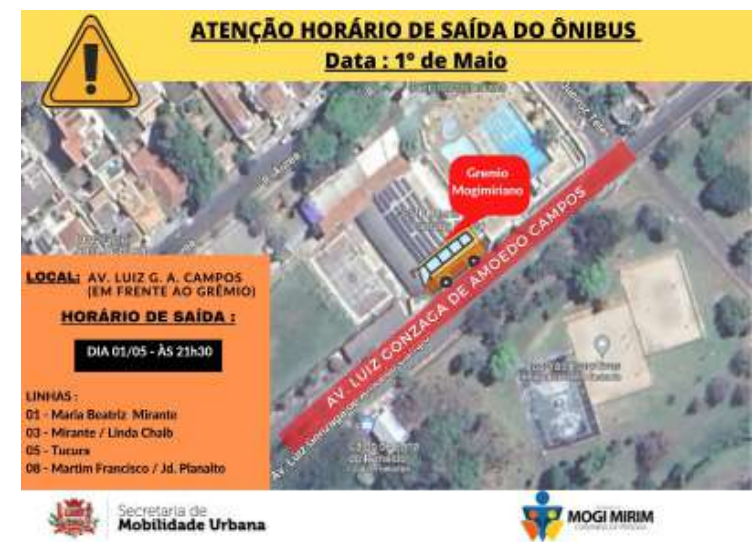 ATENÇÃO HORÁRIO DE SAÍDA DO ÔNIBUS
Data : 1º de Maio
Gremio
Mogimiriano
AV. LUIZ GONZAGA DE AMOEDO CAMPOS
LOCAL: AV. LUIZ G. A. CAMPOS
(EM FRENTE AO GRÊMIO)
HORÁRIO DE SAÍDA :
DIA 01/05 - ÀS 21h30
LINHAS :
01 - Maria Beatriz Mirante
03 - Mirante / Linda Chaib
05 - Tucura
08 - Martim Francisco / Jd. Planalto
Secretaria de
Mobilidade Urbana
MOGI MIRIM